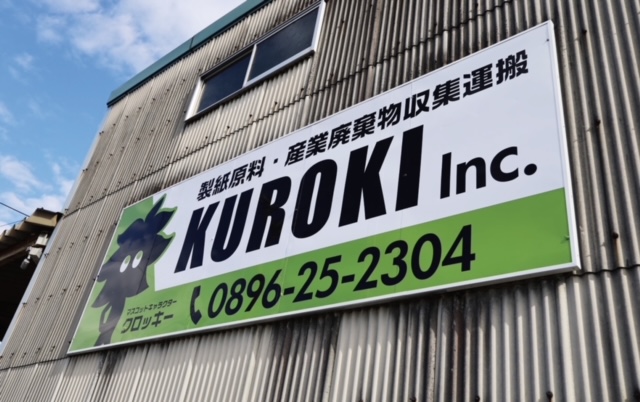 製紙原料・産業廃棄物収集運搬
KUROKI Inc.
マスコットキャラクター
クロッキー
0896-25-2304